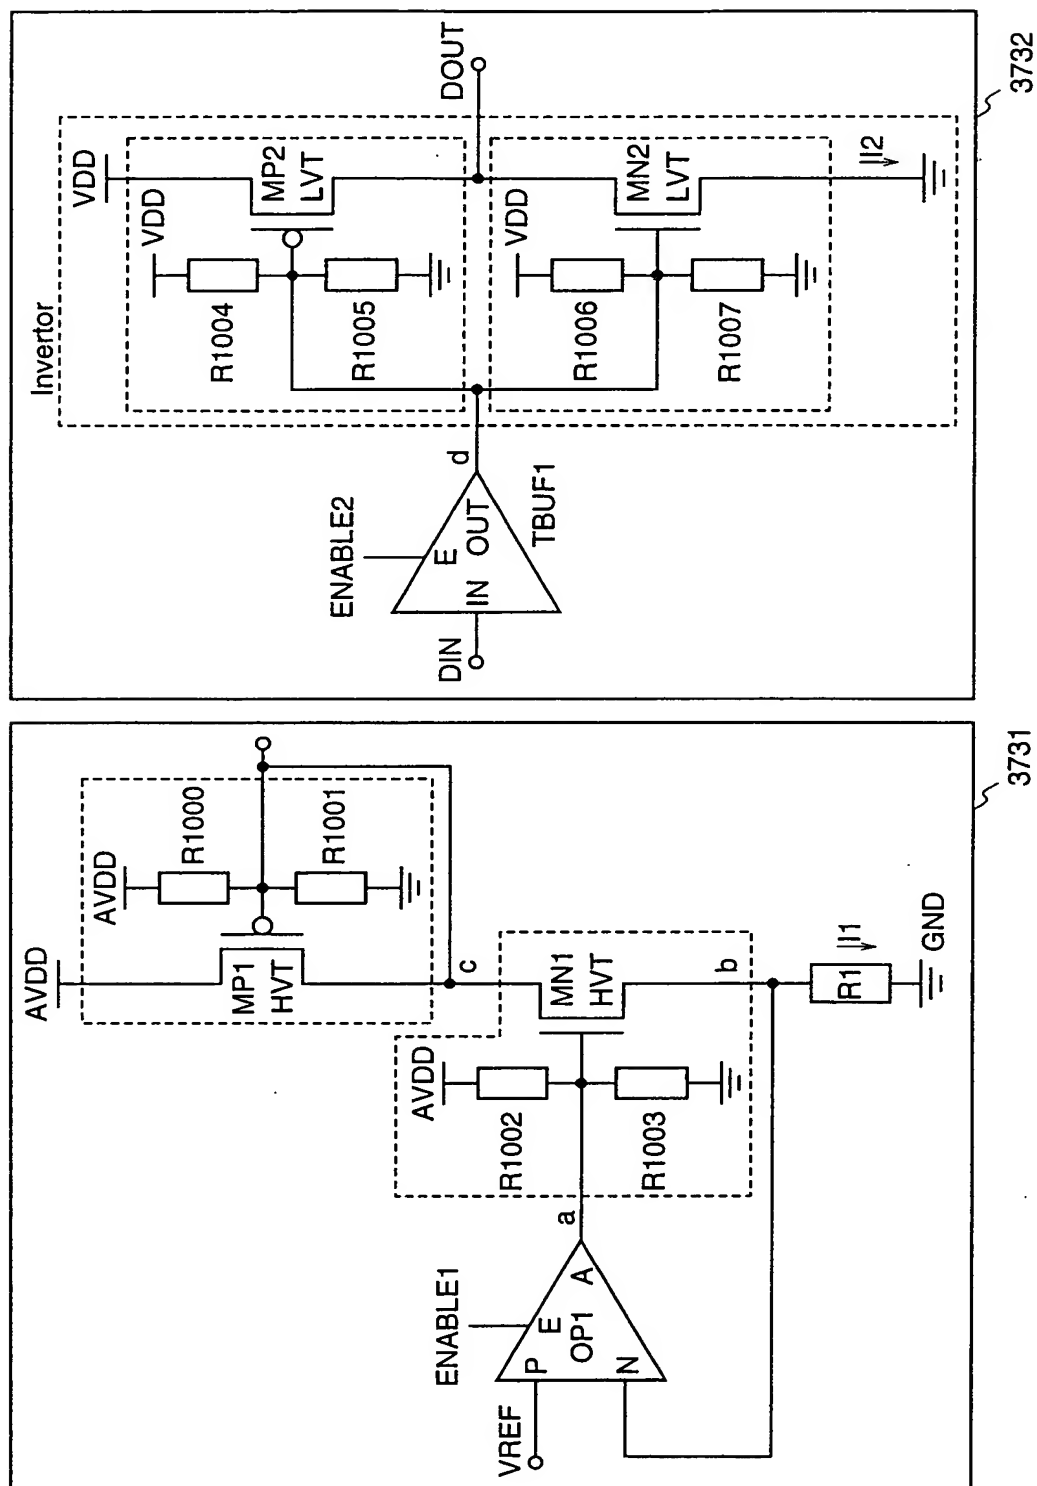 3731
AVDD
AVDD
R1000
R1001
MP1
HVT
c
AVDD
R1002
R1003
MN1
HVT
b
a
ENABLE1
VREF
P
E
A
OP1
N
R1
I1
GND
3732
Invertor
VDD
VDD
R1004
R1005
MP2
LVT
DOUT
VDD
R1006
R1007
MN2
LVT
I2
d
ENABLE2
DIN
IN
E
OUT
TBUF1